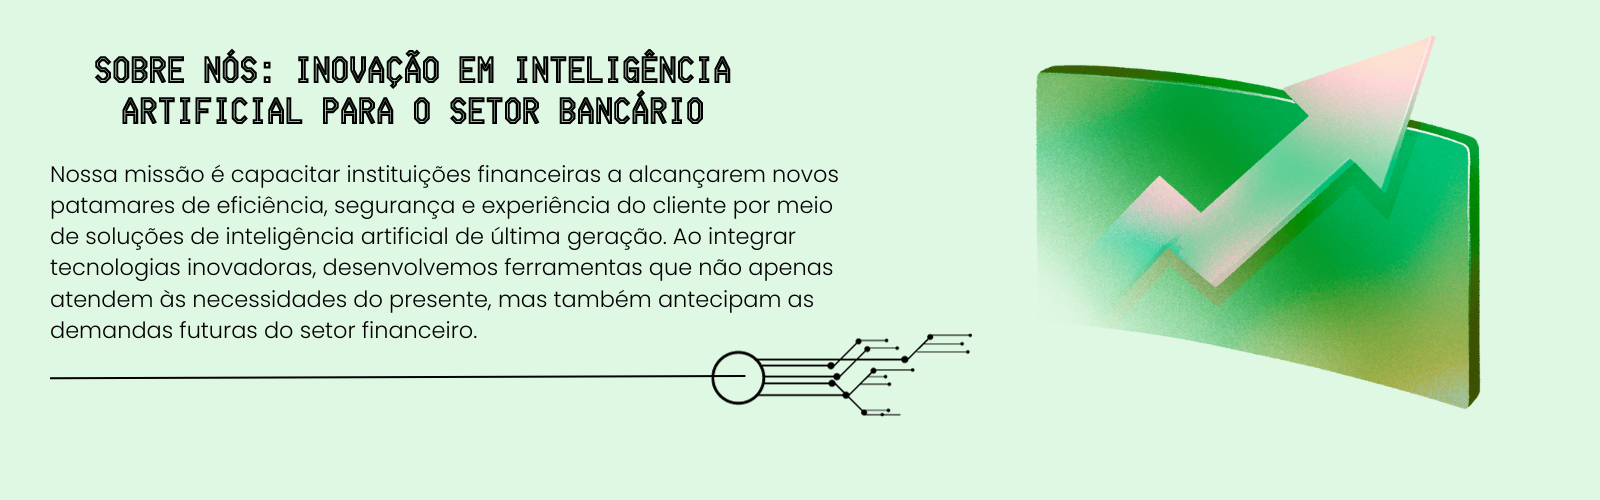 SOBRE NÓS: INOVAÇÃO EM INTELIGÊNCIA
ARTIFICIAL PARA O SETOR BANCÁRIO
Nossa missão é capacitar instituições financeiras a alcançarem novos
patamares de eficiência, segurança e experiência do cliente por meio
de soluções de inteligência artificial de última geração. Ao integrar
tecnologias inovadoras, desenvolvemos ferramentas que não apenas
atendem às necessidades do presente, mas também antecipam as
demandas futuras do setor financeiro.